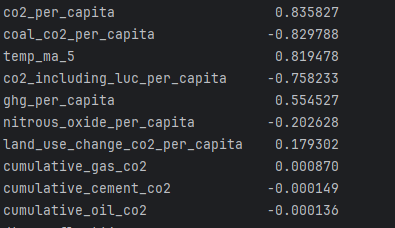 co2_per_capita 0.835827
coal_co2_per_capita -0.829788
temp_ma_5 0.819478
co2_including_luc_per_capita -0.758233
ghg_per_capita 0.554527
nitrous_oxide_per_capita -0.202628
land_use_change_co2_per_capita 0.179302
cumulative_gas_co2 0.000870
cumulative_cement_co2 -0.000149
cumulative_oil_co2 -0.000136